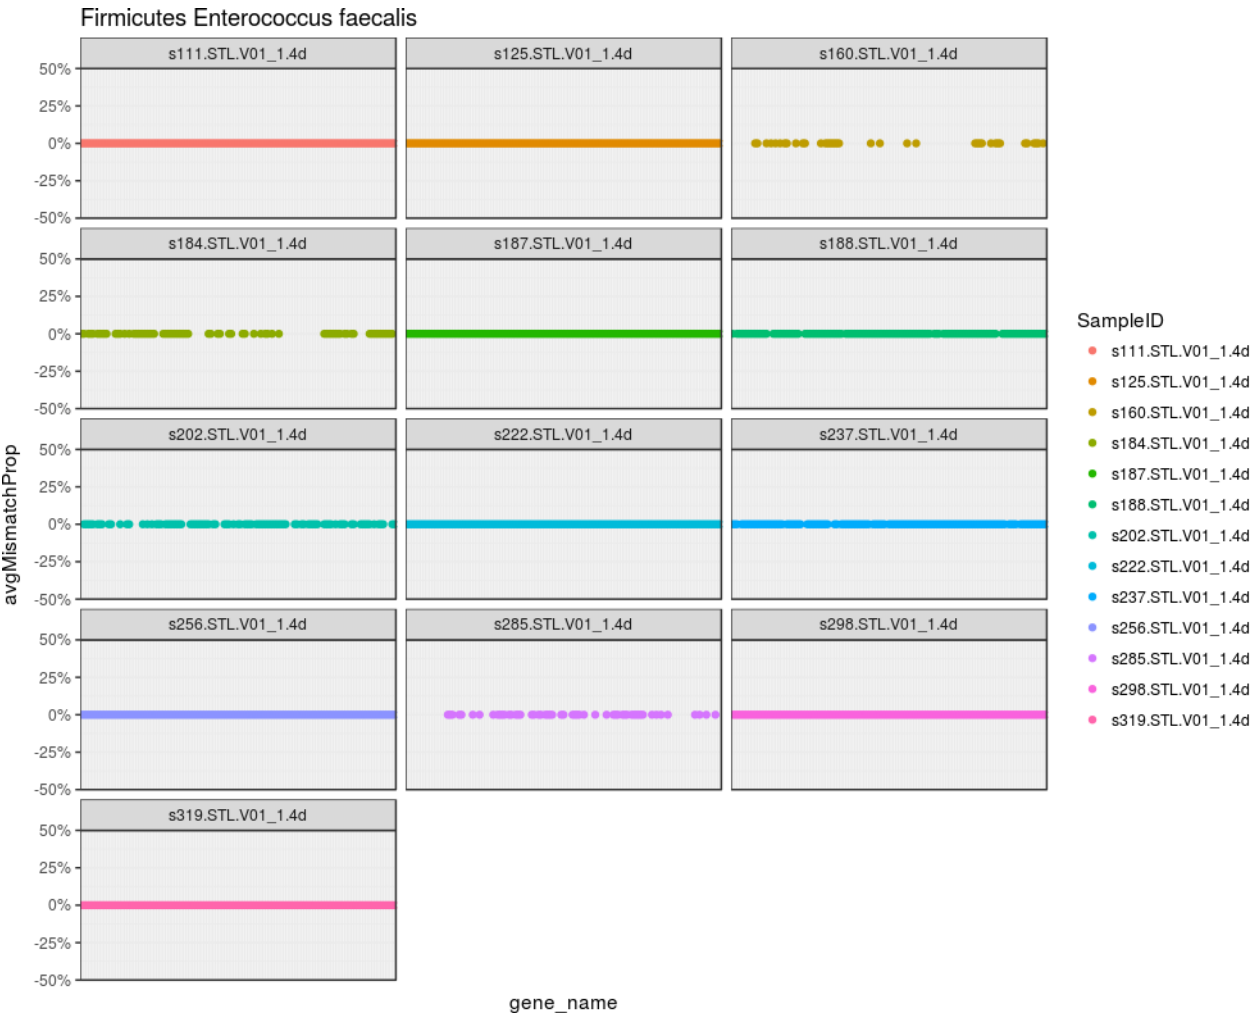 Firmicutes Enterococcus faecalis
s111.STL.V01_1.4d s125.STL.V01_1.4d s160.STL.V01_1.4d
50%
25%
0%
-25%
-50%
s184.STL.V01_1.4d s187.STL.V01_1.4d s188.STL.V01_1.4d
50%
25%
0%
-25%
-50%
s202.STL.V01_1.4d s222.STL.V01_1.4d s237.STL.V01_1.4d
50%
25%
0%
-25%
-50%
s256.STL.V01_1.4d s285.STL.V01_1.4d s298.STL.V01_1.4d
50%
25%
0%
-25%
-50%
s319.STL.V01_1.4d
50%
25%
0%
-25%
-50%
avgMismatchProp
gene_name
SampleID
s111.STL.V01_1.4d
s125.STL.V01_1.4d
s160.STL.V01_1.4d
s184.STL.V01_1.4d
s187.STL.V01_1.4d
s188.STL.V01_1.4d
s202.STL.V01_1.4d
s222.STL.V01_1.4d
s237.STL.V01_1.4d
s256.STL.V01_1.4d
s285.STL.V01_1.4d
s298.STL.V01_1.4d
s319.STL.V01_1.4d